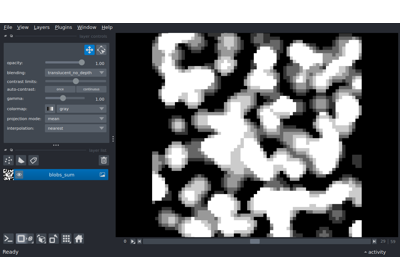 File View Layers Plugins Window Help
opacity: 1.00
blending: translucent_no_depth
contrast limits:
auto-contrast: once continuous
gamma: 1.00
colormap: gray
projection mode: mean
interpolation: nearest
blobs_sum
Ready
activity